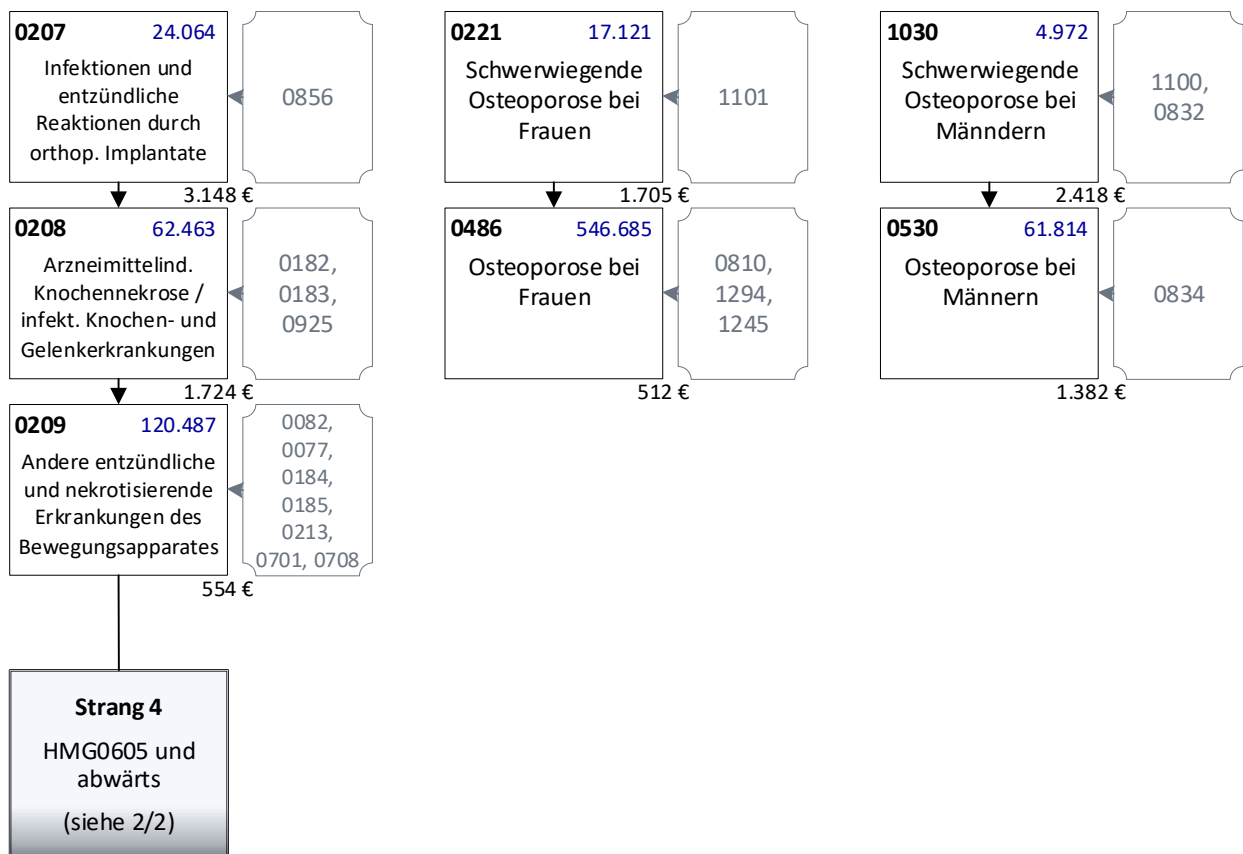 0207 24.064
Infektionen und
entzündliche
Reaktionen durch
orthop. Implantate
0856
3.148 €
0208 62.463
Arzneimittelind.
Knochennekrose /
infekt. Knochen- und
Gelenkerkrankungen
0182,
0183,
0925
1.724 €
0209 120.487
Andere entzündliche
und nekrotisierende
Erkrankungen des
Bewegungsapparates
0082,
0077,
0184,
0185,
0213,
0701, 0708
554 €
Strang 4
HMG0605 und
abwärts
(siehe 2/2)
0221 17.121
Schwerwiegende
Osteoporose bei
Frauen
1101
1.705 €
0486 546.685
Osteoporose bei
Frauen
0810,
1294,
1245
512 €
1030 4.972
Schwerwiegende
Osteoporose bei
Männdern
1100,
0832
2.418 €
0530 61.814
Osteoporose bei
Männern
0834
1.382 €